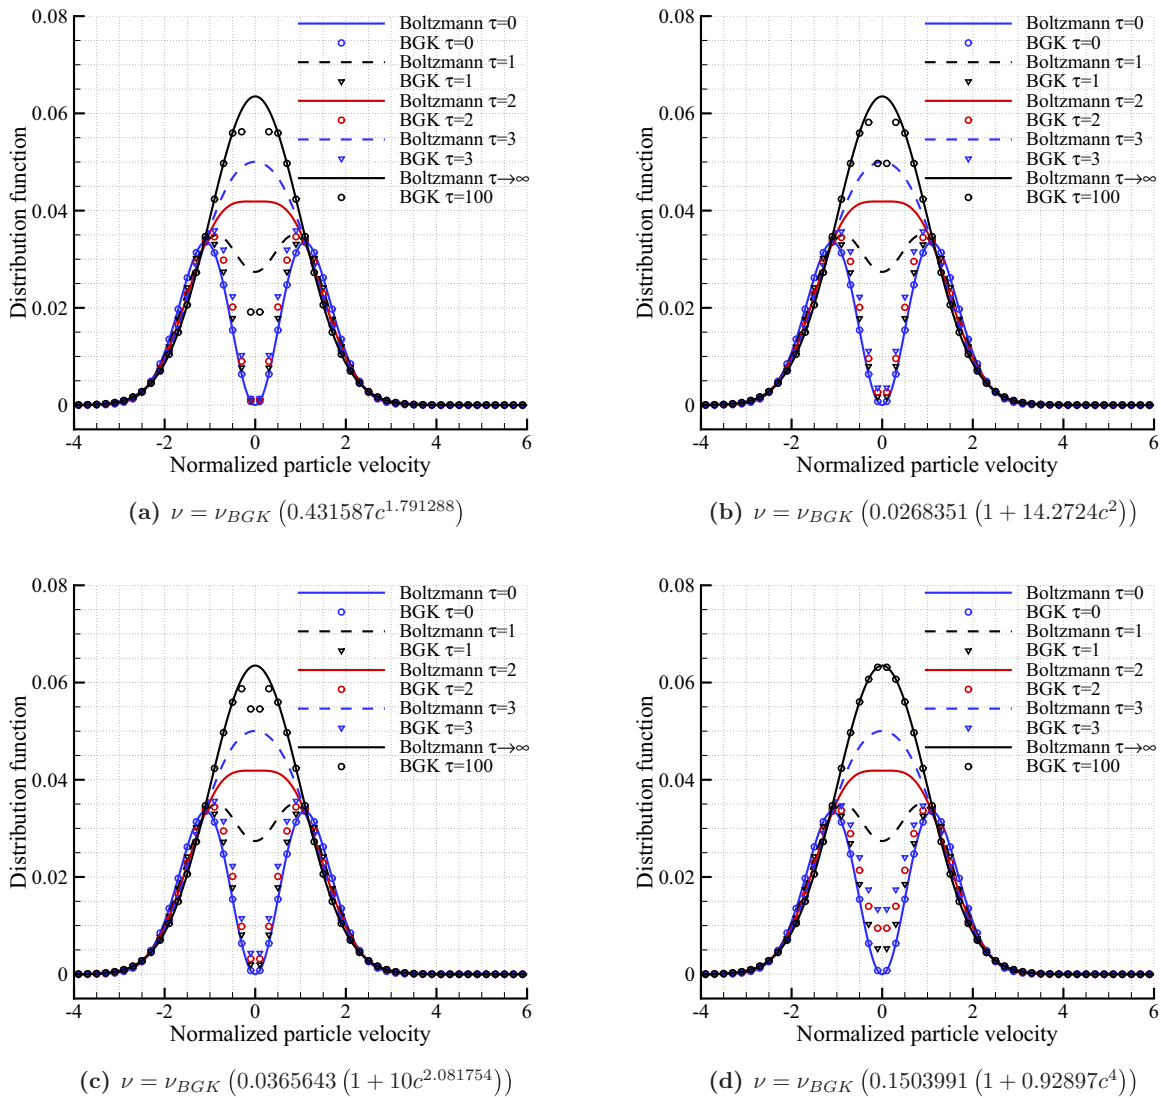 Distribution function
0.08
0.06
0.04
0.02
0
-4
-2
0
2
4
6
Normalized particle velocity
Boltzmann τ=0
BGK τ=0
Boltzmann τ=1
BGK τ=1
Boltzmann τ=2
BGK τ=2
Boltzmann τ=3
BGK τ=3
Boltzmann τ→∞
BGK τ=100
(a) ν = ν_{BGK} (0.431587c^{1.791288})
Distribution function
0.08
0.06
0.04
0.02
0
-4
-2
0
2
4
6
Normalized particle velocity
Boltzmann τ=0
BGK τ=0
Boltzmann τ=1
BGK τ=1
Boltzmann τ=2
BGK τ=2
Boltzmann τ=3
BGK τ=3
Boltzmann τ→∞
BGK τ=100
(b) ν = ν_{BGK} (0.0268351 (1 + 14.2724c^2))
Distribution function
0.08
0.06
0.04
0.02
0
-4
-2
0
2
4
6
Normalized particle velocity
Boltzmann τ=0
BGK τ=0
Boltzmann τ=1
BGK τ=1
Boltzmann τ=2
BGK τ=2
Boltzmann τ=3
BGK τ=3
Boltzmann τ→∞
BGK τ=100
(c) ν = ν_{BGK} (0.0365643 (1 + 10c^{2.081754}))
Distribution function
0.08
0.06
0.04
0.02
0
-4
-2
0
2
4
6
Normalized particle velocity
Boltzmann τ=0
BGK τ=0
Boltzmann τ=1
BGK τ=1
Boltzmann τ=2
BGK τ=2
Boltzmann τ=3
BGK τ=3
Boltzmann τ→∞
BGK τ=100
(d) ν = ν_{BGK} (0.1503991 (1 + 0.92897c^4))